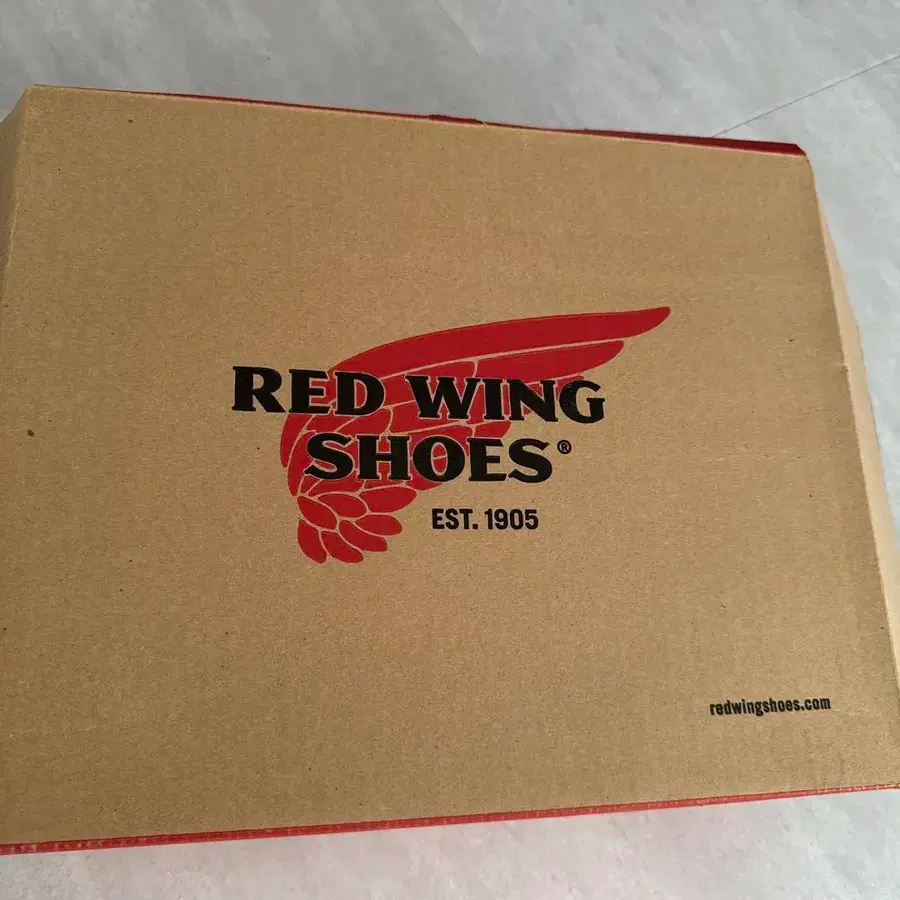 RED WING
SHOES®
EST. 1905
redwingshoes.com